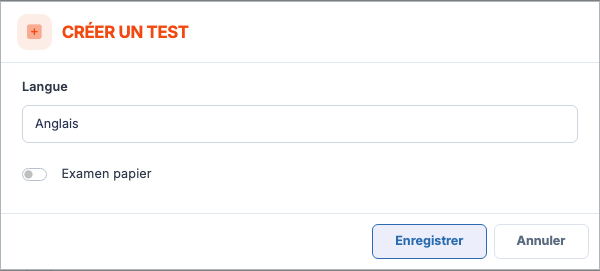 CRÉER UN TEST
Langue
Anglais
Examen papier
Enregistrer
Annuler